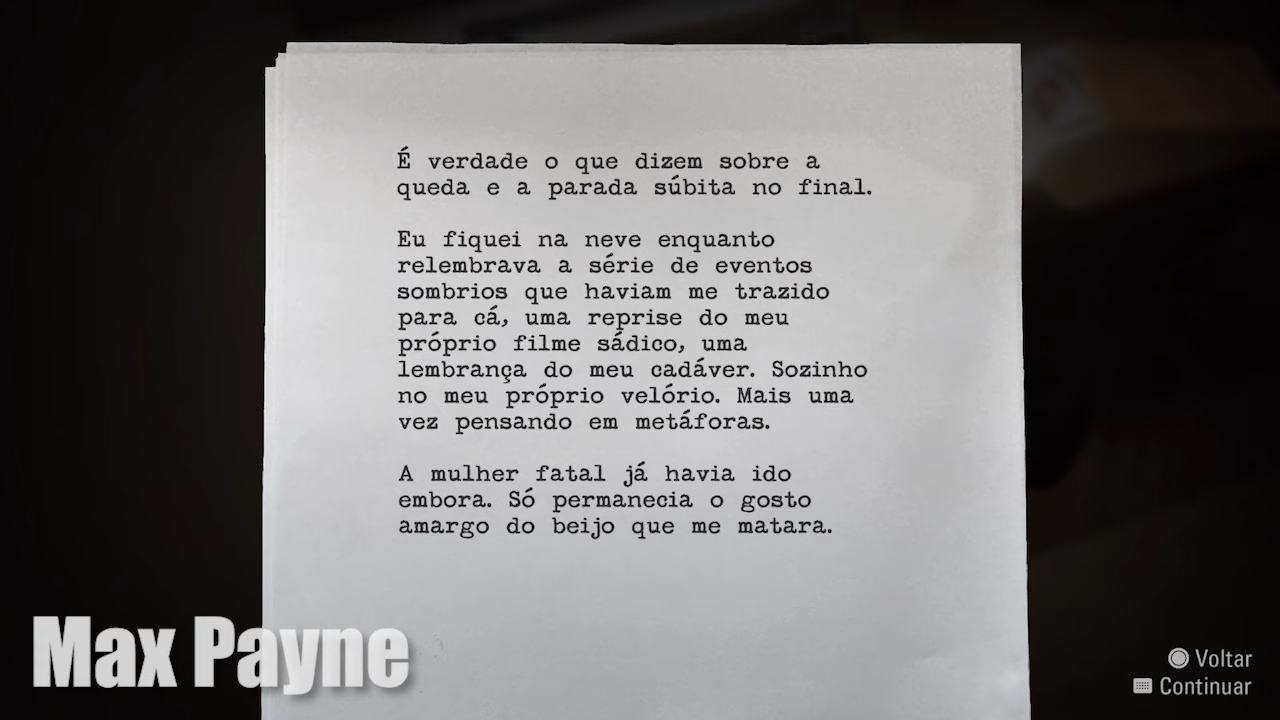 É verdade o que dizem sobre a
queda e a parada súbita no final.
Eu fiquei na neve enquanto
relembrava a série de eventos
sombrios que haviam me trazido
para cá, uma reprise do meu
próprio filme sádico, uma
lembrança do meu cadáver. Sozinho
no meu próprio velório. Mais uma
vez pensando em metáforas.
A mulher fatal já havia ido
embora. Só permanecia o gosto
amargo do beijo que me matara.
Max Payne
Voltar
Continuar